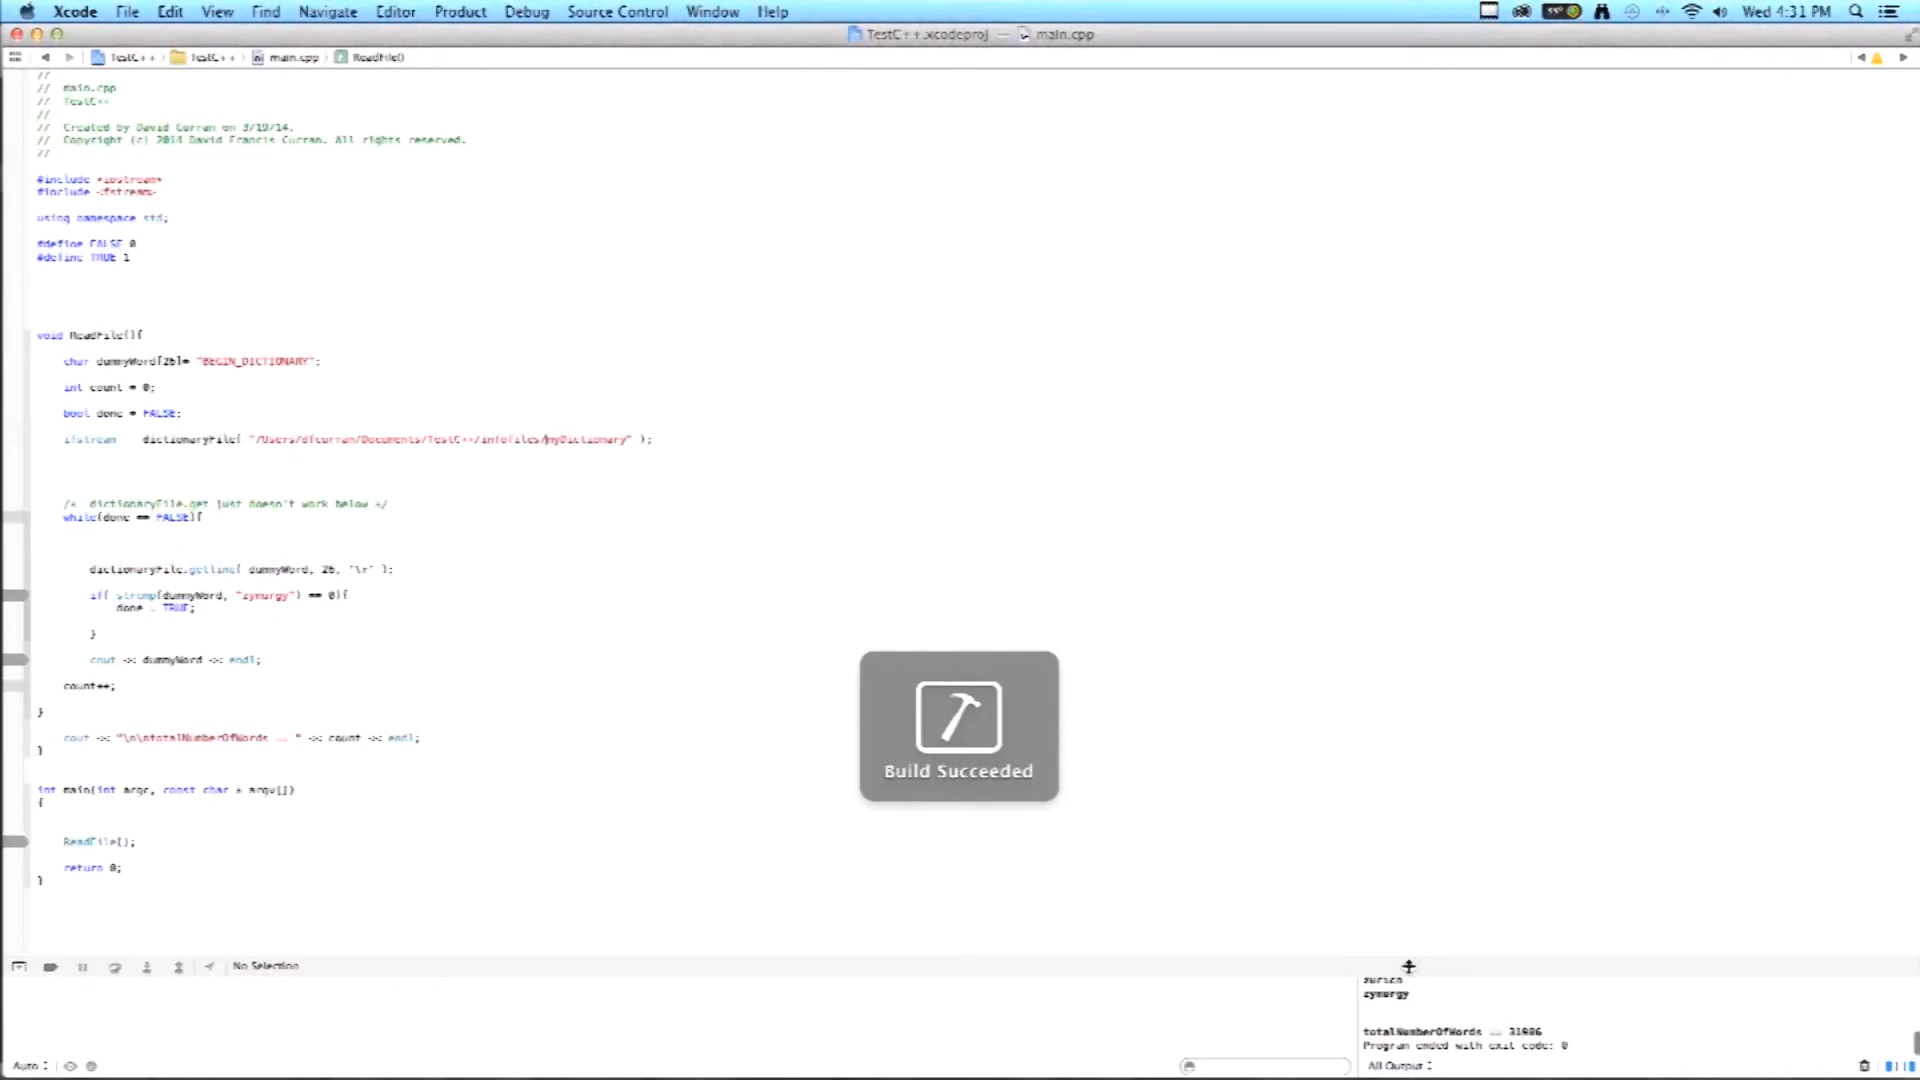 Xcode File Edit View Find Navigate Editor Product Debug Source Control Window Help Wed 4:31 PM
TestC++.xcodeproj — main.cpp
TestC++ TestC++ main.cpp ReadFile()
//
// main.cpp
// TestC++
//
// Created by David Curran on 3/19/14.
// Copyright (c) 2014 David Francis Curran. All rights reserved.
//
#include <iostream>
#include <fstream>
using namespace std;
#define FALSE 0
#define TRUE 1
void ReadFile(){
char dummyWord[26]= "BEGIN_DICTIONARY";
int count = 0;
bool done = FALSE;
ifstream dictionaryFile( "/Users/dfcurran/Documents/TestC++/infofiles/myDictionary" );
/* dictionaryFile.get just doesn't work below */
while(done == FALSE){
dictionaryFile.getline( dummyWord, 26, '\r' );
if( strcmp(dummyWord, "zymurgy") == 0){
done = TRUE;
}
cout << dummyWord << endl;
count++;
}
cout << "\n\ntotalNumberOfWords == " << count << endl;
}
int main(int argc, const char * argv[])
{
ReadFile();
return 0;
}
Build Succeeded
No Selection
zurich
zymurgy
totalNumberOfWords == 31986
Program ended with exit code: 0
Auto
All Output